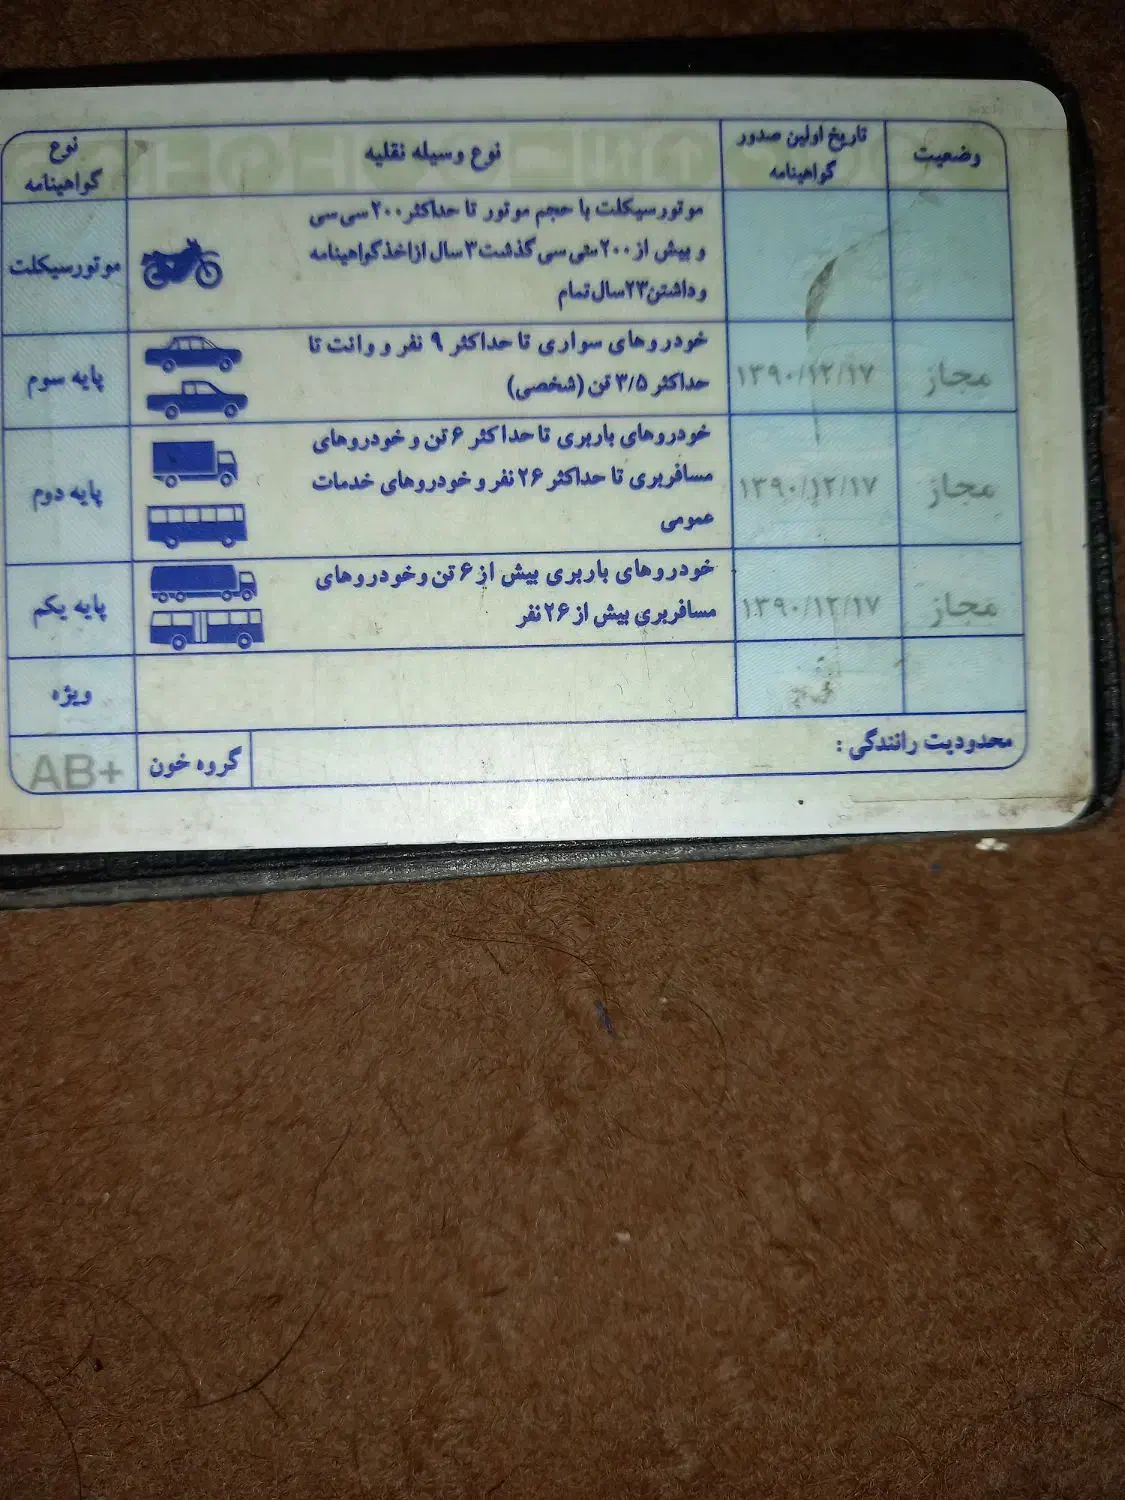 نوع گواهینامه
نوع وسیله نقلیه
تاریخ اولین صدور گواهینامه
وضعیت
موتورسیکلت
موتورسیکلت با حجم موتور تا حداکثر ۲۰۰ سی سی
و بیش از ۲۰۰ سی سی گذشت ۳ سال از اخذ گواهینامه
و داشتن ۲۳ سال تمام
پایه سوم
خودروهای سواری تا حداکثر ۹ نفر و وانت تا
حداکثر ۳/۵ تن (شخصی)
۱۳۹۰/۱۲/۱۷
مجاز
پایه دوم
خودروهای باربری تا حداکثر ۶ تن و خودروهای
مسافربری تا حداکثر ۲۶ نفر و خودروهای خدمات
عمومی
۱۳۹۰/۱۲/۱۷
مجاز
پایه یکم
خودروهای باربری بیش از ۶ تن و خودروهای
مسافربری بیش از ۲۶ نفر
۱۳۹۰/۱۲/۱۷
مجاز
ویژه
محدودیت رانندگی :
گروه خون
AB+